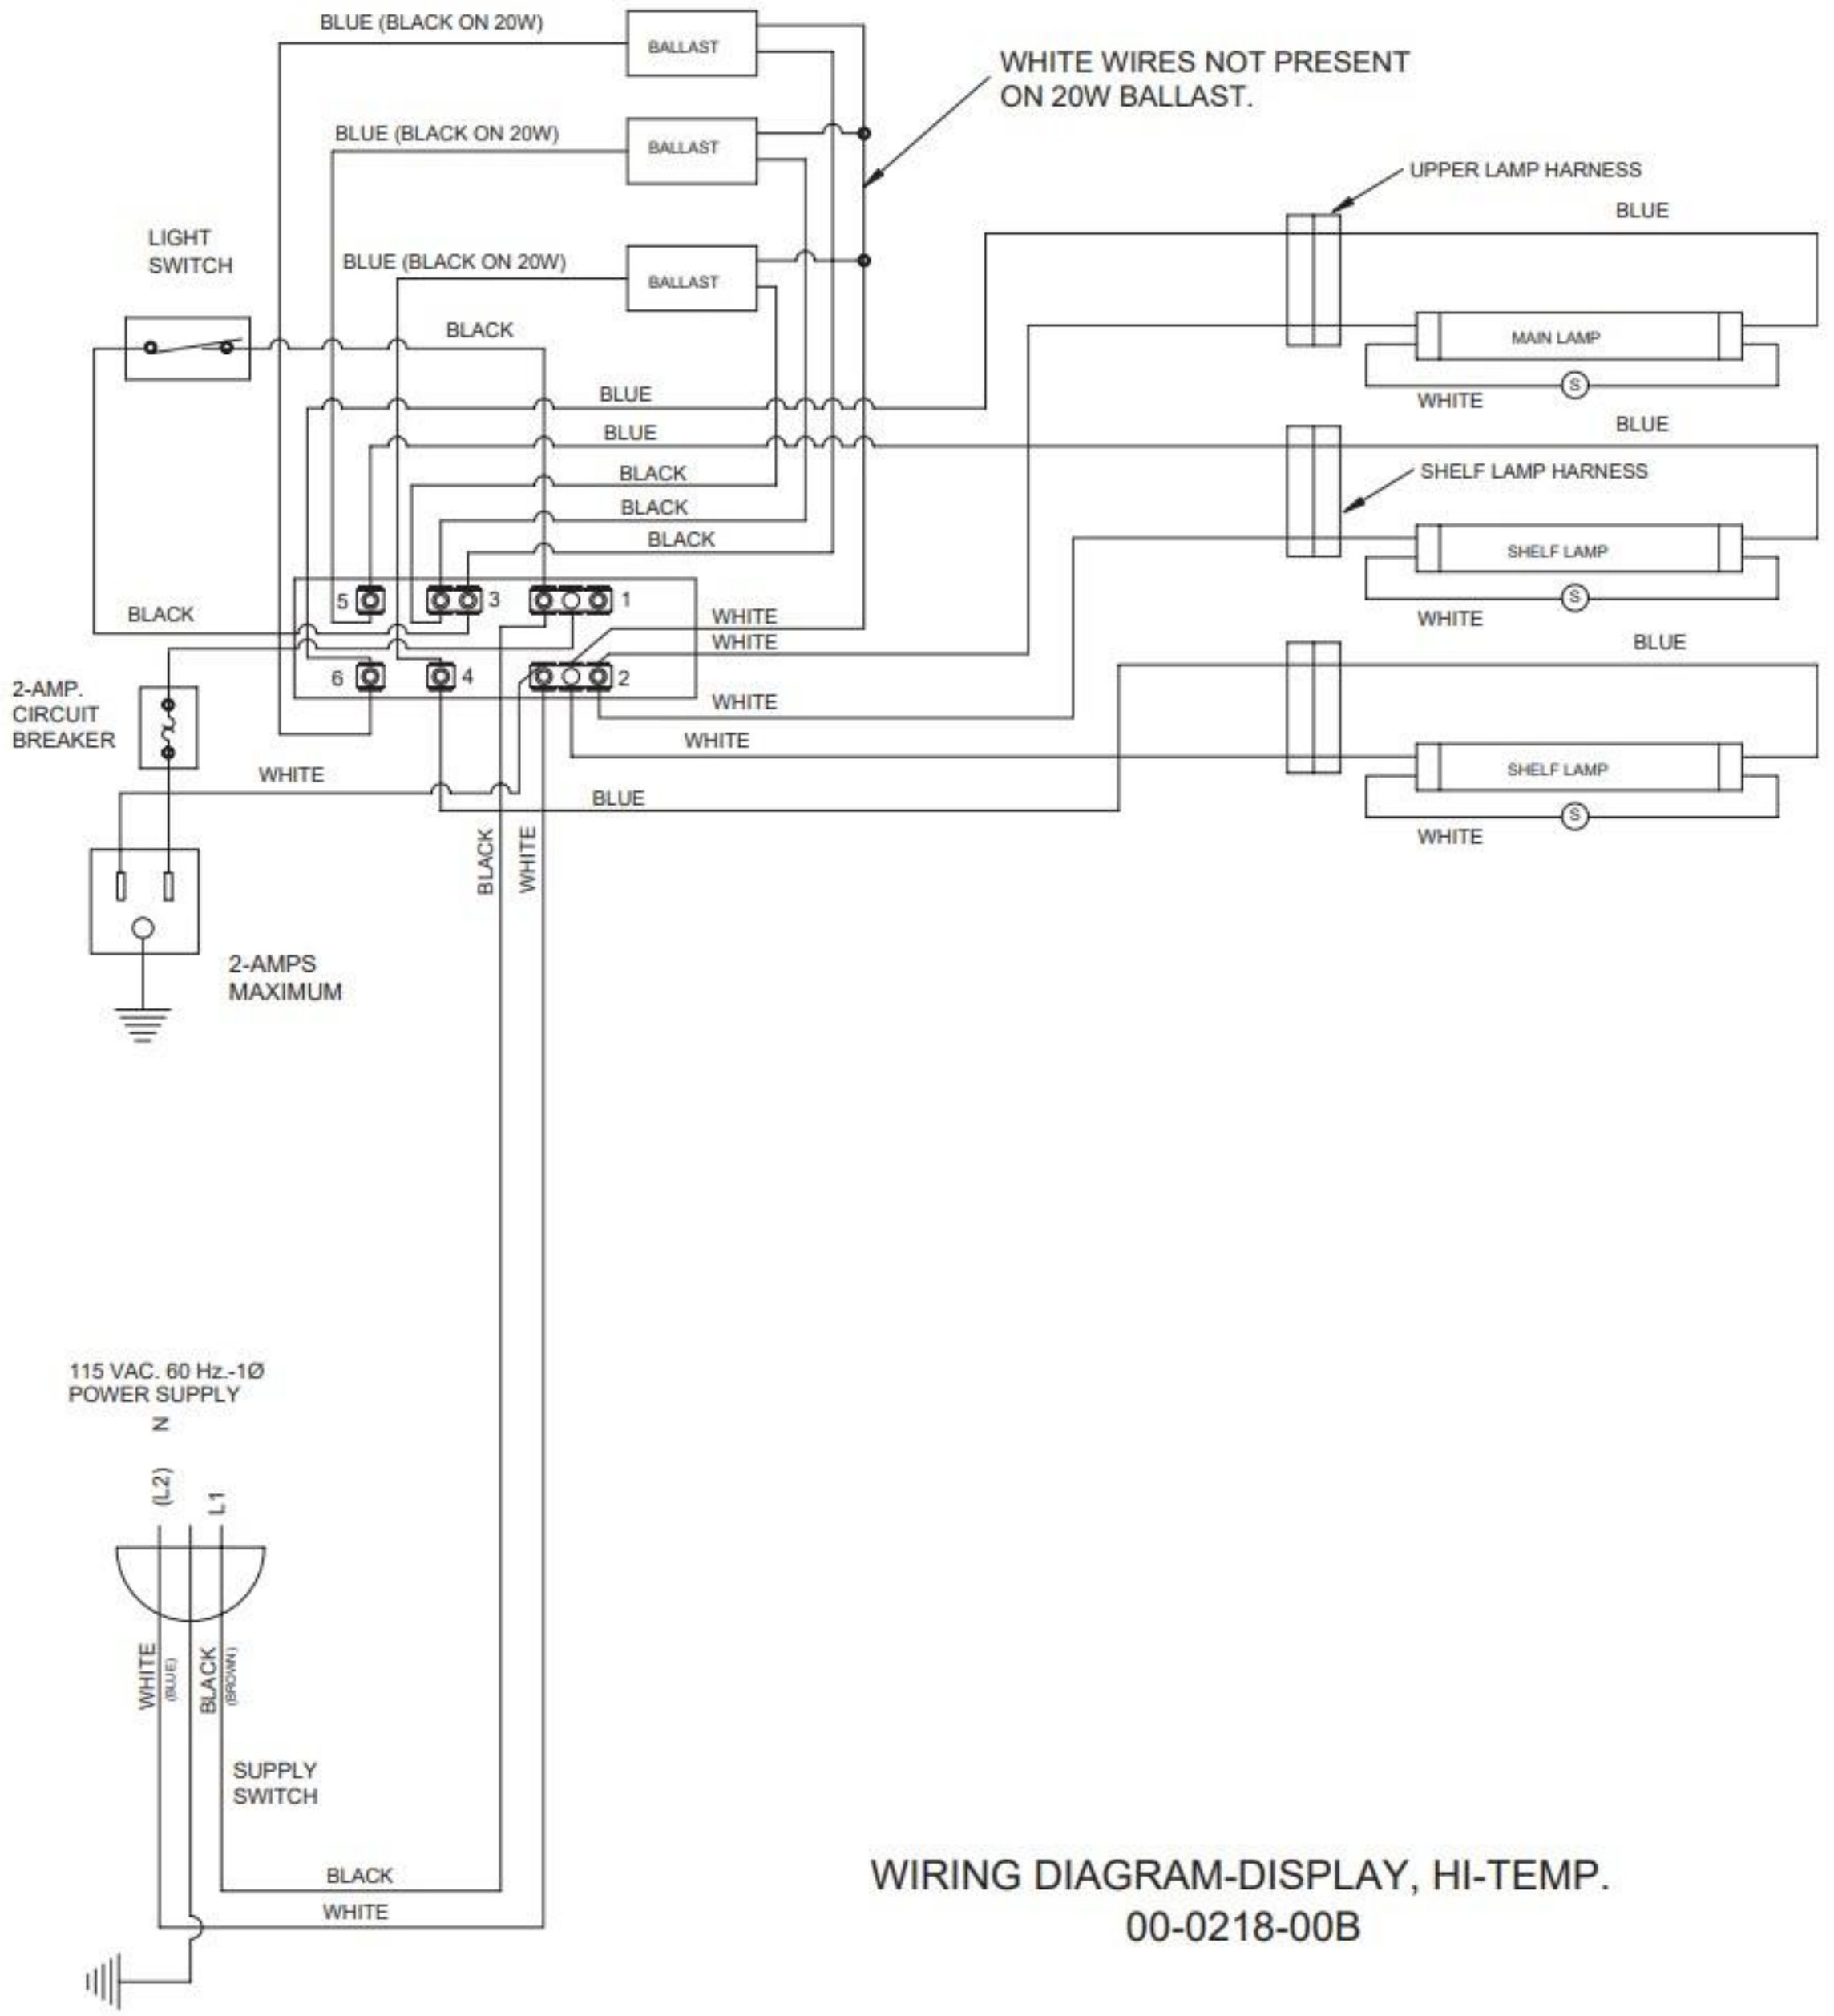 BLUE (BLACK ON 20W)
BALLAST
WHITE WIRES NOT PRESENT
ON 20W BALLAST.
BLUE (BLACK ON 20W)
BALLAST
UPPER LAMP HARNESS
BLUE
LIGHT
SWITCH
BLUE (BLACK ON 20W)
BALLAST
BLACK
MAIN LAMP
S
WHITE
BLUE
BLUE
BLUE
SHELF LAMP HARNESS
BLACK
BLACK
BLACK
SHELF LAMP
S
WHITE
5
3
1
BLACK
WHITE
WHITE
BLUE
6
4
2
2-AMP.
CIRCUIT
BREAKER
WHITE
WHITE
WHITE
BLUE
SHELF LAMP
S
WHITE
BLACK
WHITE
2-AMPS
MAXIMUM
115 VAC. 60 Hz.-1Ø
POWER SUPPLY
N
(L2)
L1
WHITE
(BLUE)
BLACK
(BROWN)
SUPPLY
SWITCH
BLACK
WHITE
WIRING DIAGRAM-DISPLAY, HI-TEMP.
00-0218-00B